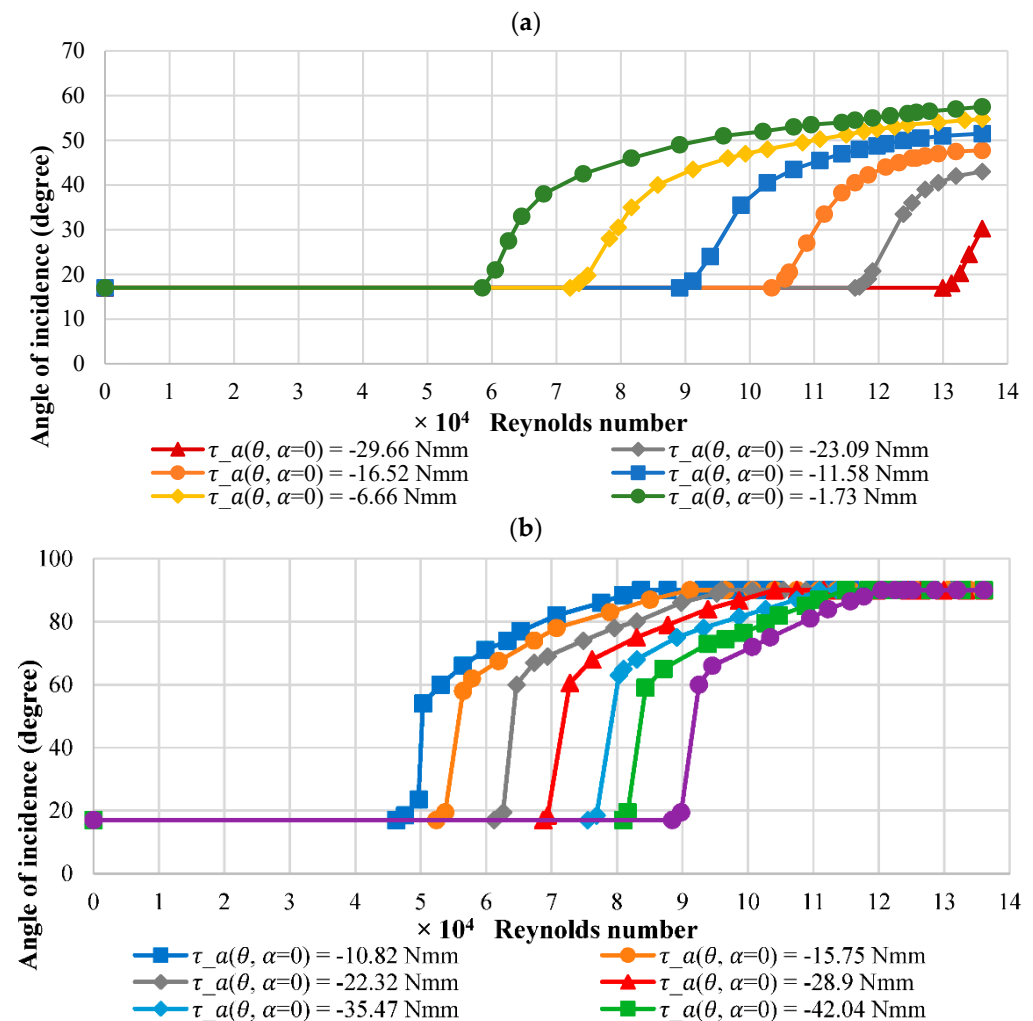 (a)
Angle of incidence (degree)
70
60
50
40
30
20
10
0
0 1 2 3 4 5 6 7 8 9 10 11 12 13 14
× 10⁴ Reynolds number
τ_a(θ, α=0) = -29.66 Nmm τ_a(θ, α=0) = -23.09 Nmm
τ_a(θ, α=0) = -16.52 Nmm τ_a(θ, α=0) = -11.58 Nmm
τ_a(θ, α=0) = -6.66 Nmm τ_a(θ, α=0) = -1.73 Nmm
(b)
Angle of incidence (degree)
100
80
60
40
20
0
0 1 2 3 4 5 6 7 8 9 10 11 12 13 14
× 10⁴ Reynolds number
τ_a(θ, α=0) = -10.82 Nmm τ_a(θ, α=0) = -15.75 Nmm
τ_a(θ, α=0) = -22.32 Nmm τ_a(θ, α=0) = -28.9 Nmm
τ_a(θ, α=0) = -35.47 Nmm τ_a(θ, α=0) = -42.04 Nmm